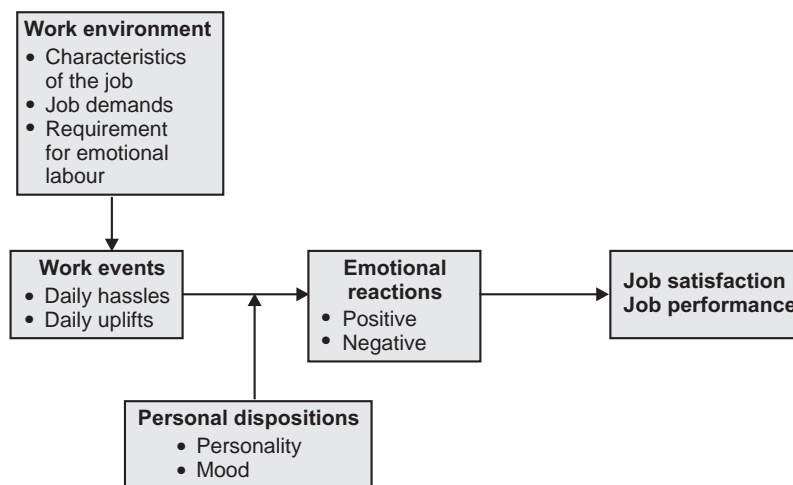 Work environment
• Characteristics
of the job
• Job demands
• Requirement
for emotional
labour
Work events
• Daily hassles
• Daily uplifts
Emotional
reactions
• Positive
• Negative
Job satisfaction
Job performance
Personal dispositions
• Personality
• Mood